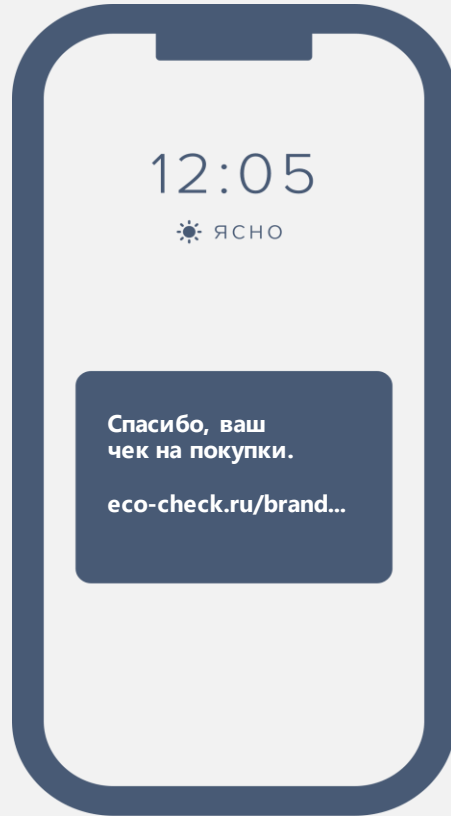 12:05
ЯСНО
Спасибо, ваш
чек на покупки.
eco-check.ru/brand...